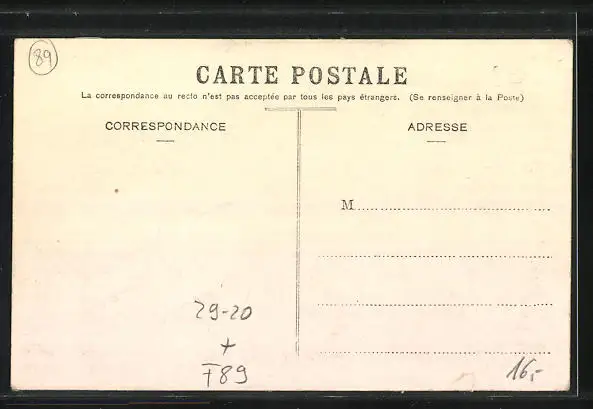 89
CARTE POSTALE
La correspondance au recto n'est pas acceptée par tous les pays étrangers. (Se renseigner à la Poste)
CORRESPONDANCE
ADRESSE
M
29-20
+
F89
16,-